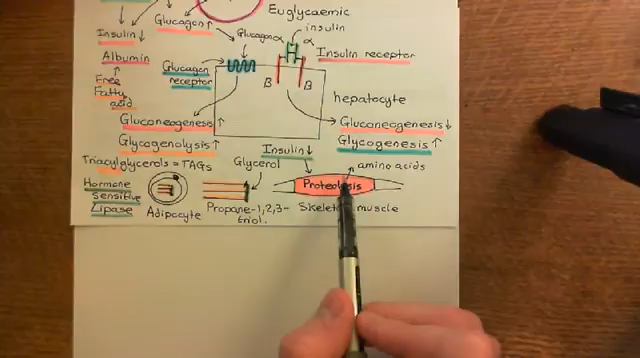 Euglycaemic
Glucagon↑
insulin
Insulin↓
Glucagon
α
α
Albumin
Insulin receptor
Free
Fatty
acid
Glucagon
receptor
β
β
hepatocyte
Gluconeogenesis↑
Gluconeogenesis↓
Glycogenolysis↑
Glycogenesis↑
Insulin↓
Triacylglycerols = TAGs
Glycerol
amino acids
Hormone
Sensitive
Lipase
Proteolysis
Adipocyte
Propane-1,2,3-
triol.
Skeletal muscle